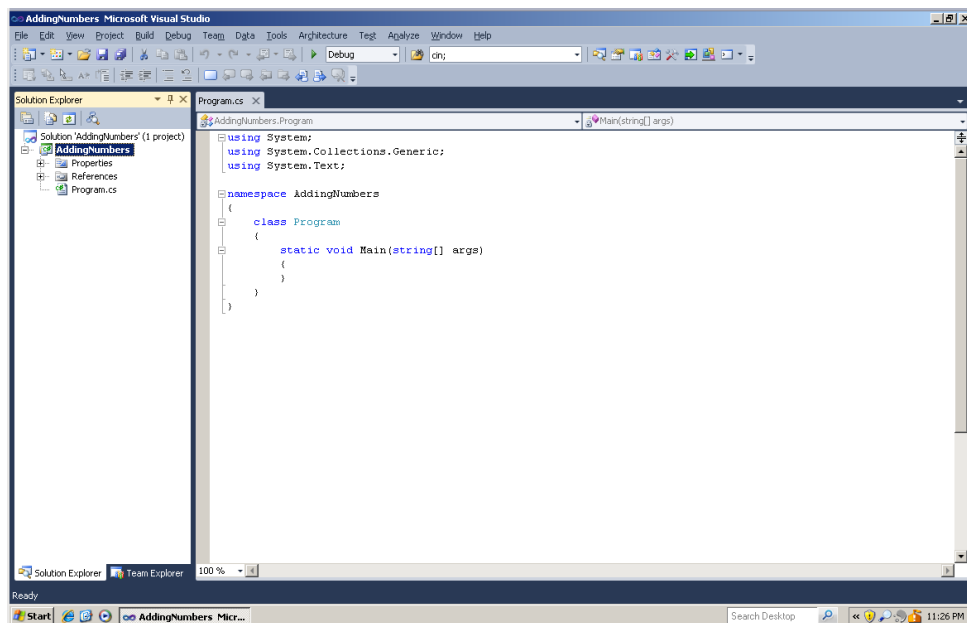 AddingNumbers Microsoft Visual Studio
File Edit View Project Build Debug Team Data Tools Architecture Test Analyze Window Help
Debug cin;
Solution Explorer
Program.cs
AddingNumbers.Program
Main(string[] args)
Solution 'AddingNumbers' (1 project)
AddingNumbers
Properties
References
Program.cs
using System;
using System.Collections.Generic;
using System.Text;
namespace AddingNumbers
{
class Program
{
static void Main(string[] args)
{
}
}
}
Solution Explorer Team Explorer
100 %
Ready
Start AddingNumbers Micr... Search Desktop 11:26 PM